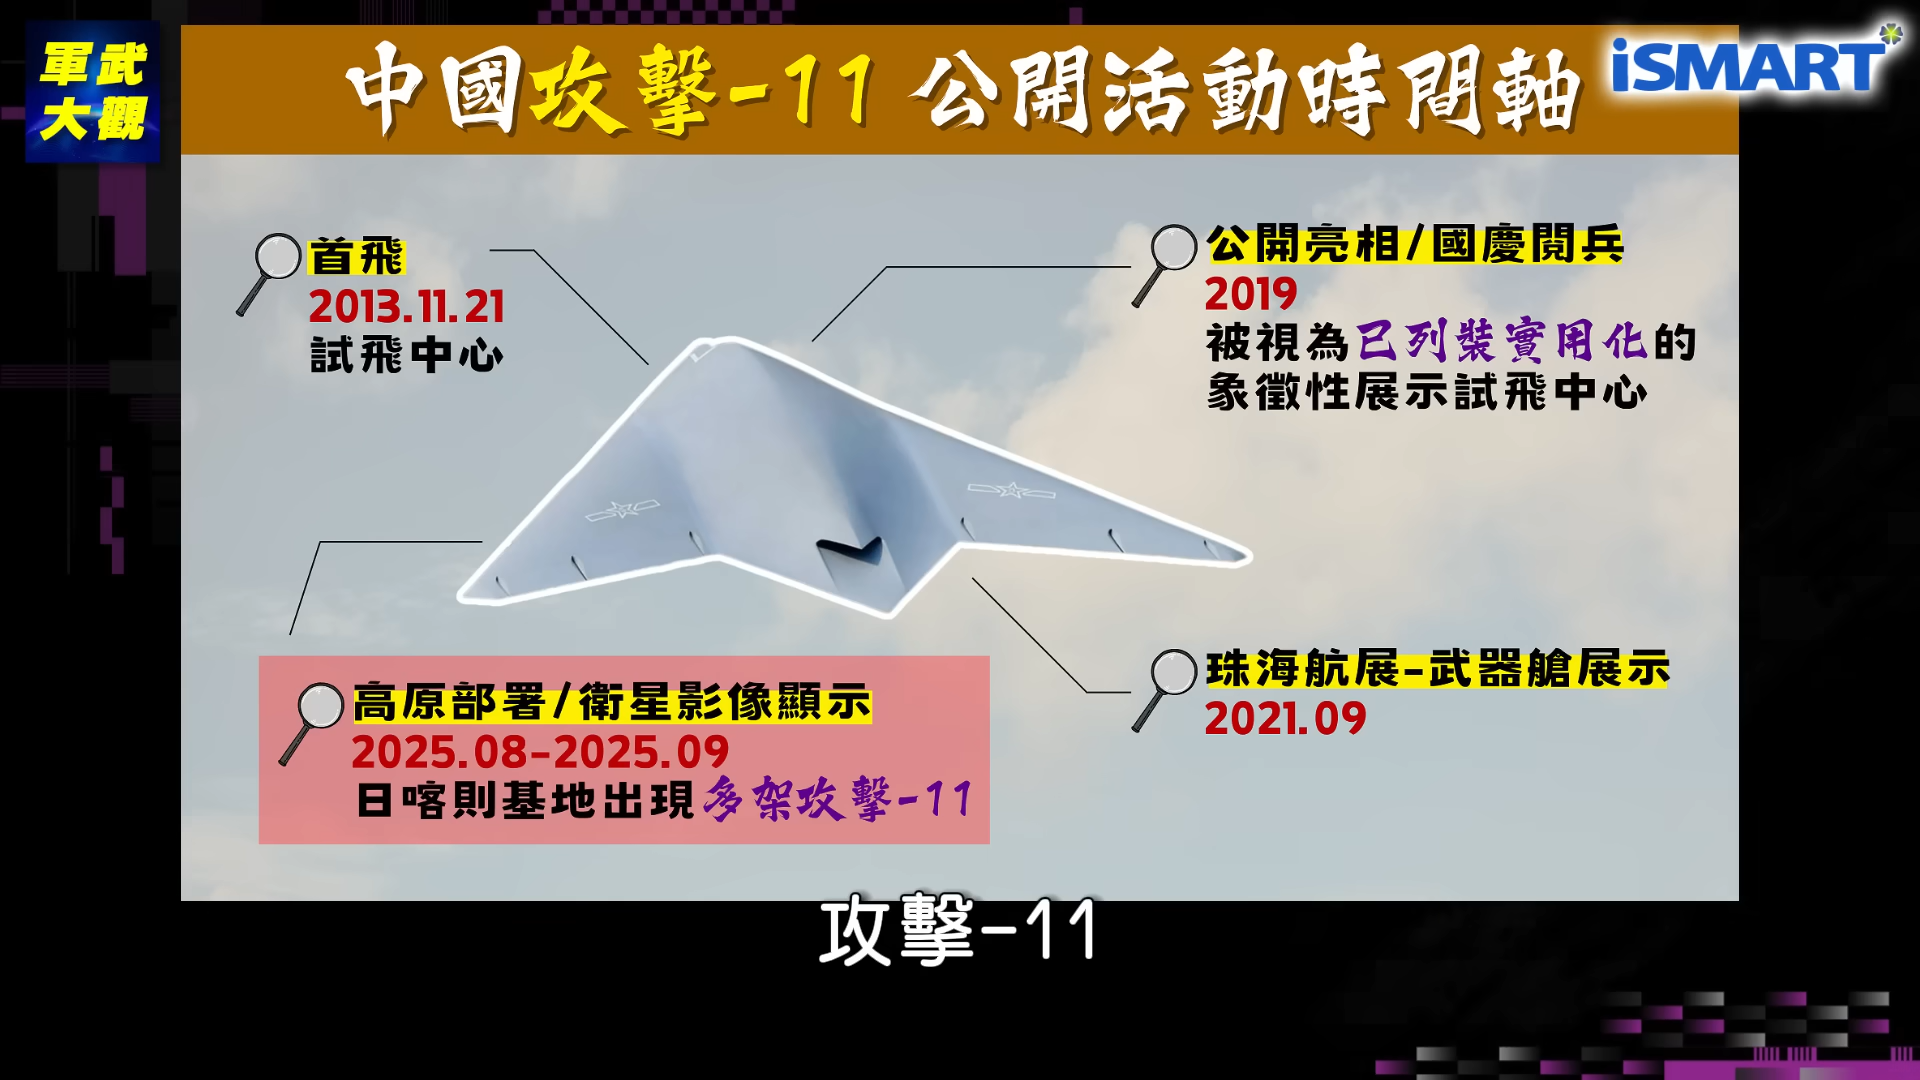 軍武
大觀
中國攻擊-11 公開活動時間軸
iSMART
首飛
2013.11.21
試飛中心
公開亮相/國慶閱兵
2019
被視為已列裝實用化的
象徵性展示試飛中心
高原部署/衛星影像顯示
2025.08-2025.09
日喀則基地出現多架攻擊-11
珠海航展-武器艙展示
2021.09
攻擊-11